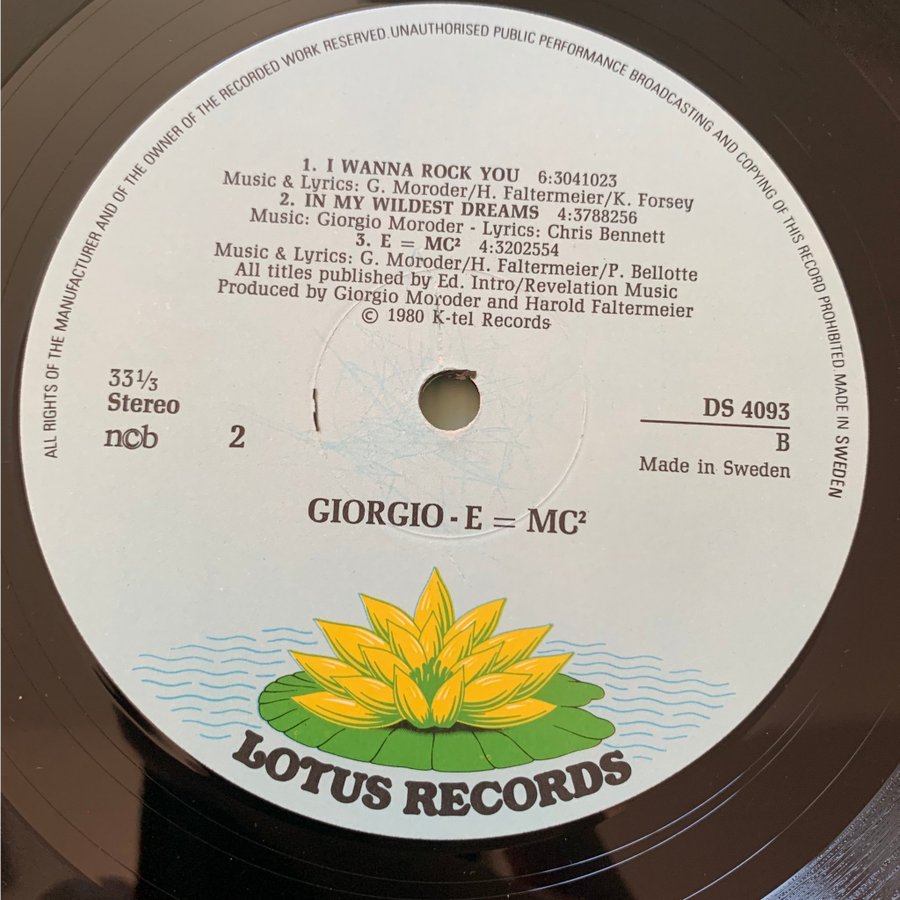 ALL RIGHTS OF THE MANUFACTURER AND OF THE OWNER OF THE RECORDED WORK RESERVED. UNAUTHORISED PUBLIC PERFORMANCE BROADCASTING AND COPYING OF THIS RECORD PROHIBITED. MADE IN SWEDEN
1. I WANNA ROCK YOU 6:3041023
Music & Lyrics: G. Moroder/H. Faltermeier/K. Forsey
2. IN MY WILDEST DREAMS 4:3788256
Music: Giorgio Moroder - Lyrics: Chris Bennett
3. E = MC² 4:3202554
Music & Lyrics: G. Moroder/H. Faltermeier/P. Bellotte
All titles published by Ed. Intro/Revelation Music
Produced by Giorgio Moroder and Harold Faltermeier
© 1980 K-tel Records
33 1/3
Stereo
ncb 2
DS 4093
B
Made in Sweden
GIORGIO - E = MC²
LOTUS RECORDS